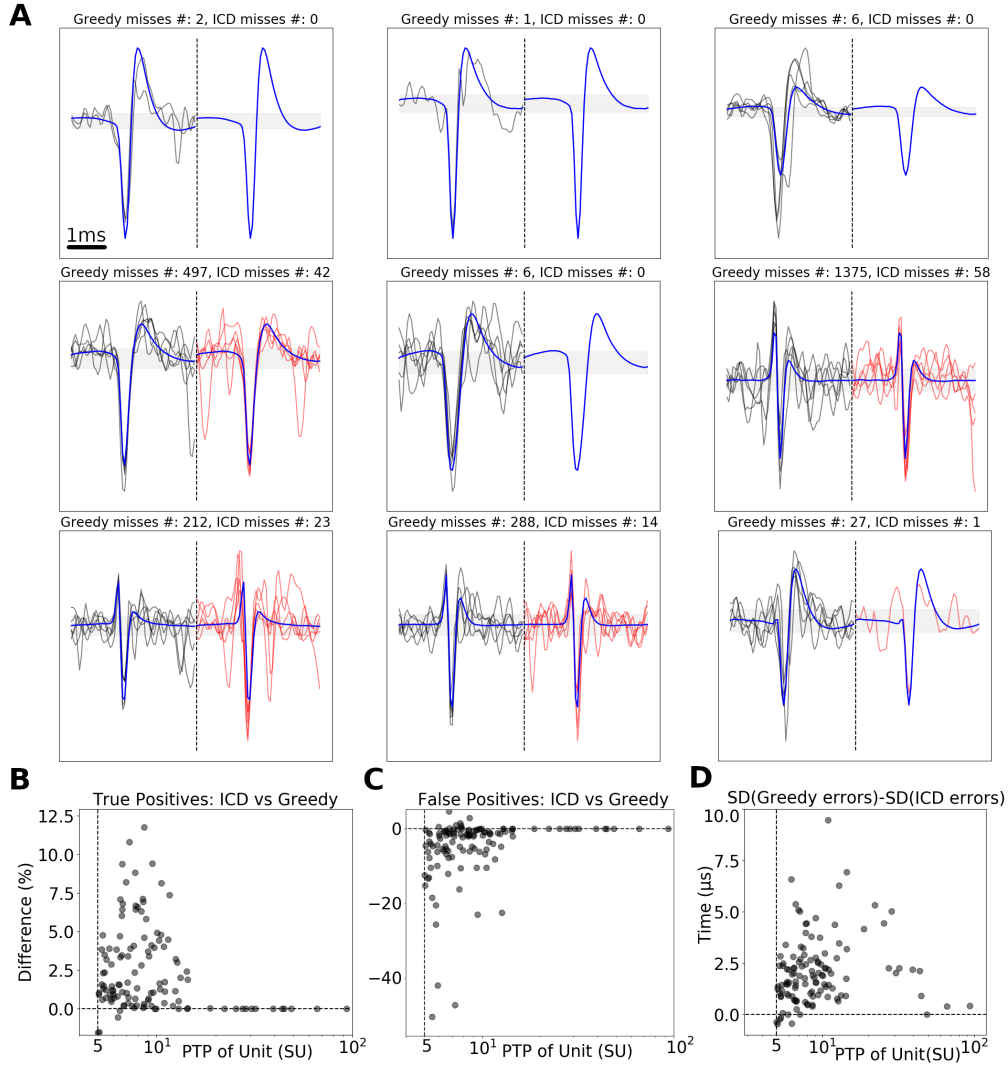 A
Greedy misses #: 2, ICD misses #: 0
Greedy misses #: 1, ICD misses #: 0
Greedy misses #: 6, ICD misses #: 0
1ms
Greedy misses #: 497, ICD misses #: 42
Greedy misses #: 6, ICD misses #: 0
Greedy misses #: 1375, ICD misses #: 58
Greedy misses #: 212, ICD misses #: 23
Greedy misses #: 288, ICD misses #: 14
Greedy misses #: 27, ICD misses #: 1
B
True Positives: ICD vs Greedy
Difference (%)
12.5
10.0
7.5
5.0
2.5
0.0
5
10¹
10²
PTP of Unit (SU)
C
False Positives: ICD vs Greedy
0
−20
−40
5
10¹
10²
PTP of Unit (SU)
D
SD(Greedy errors)-SD(ICD errors)
Time (μs)
10.0
7.5
5.0
2.5
0.0
5
10¹
10²
PTP of Unit(SU)